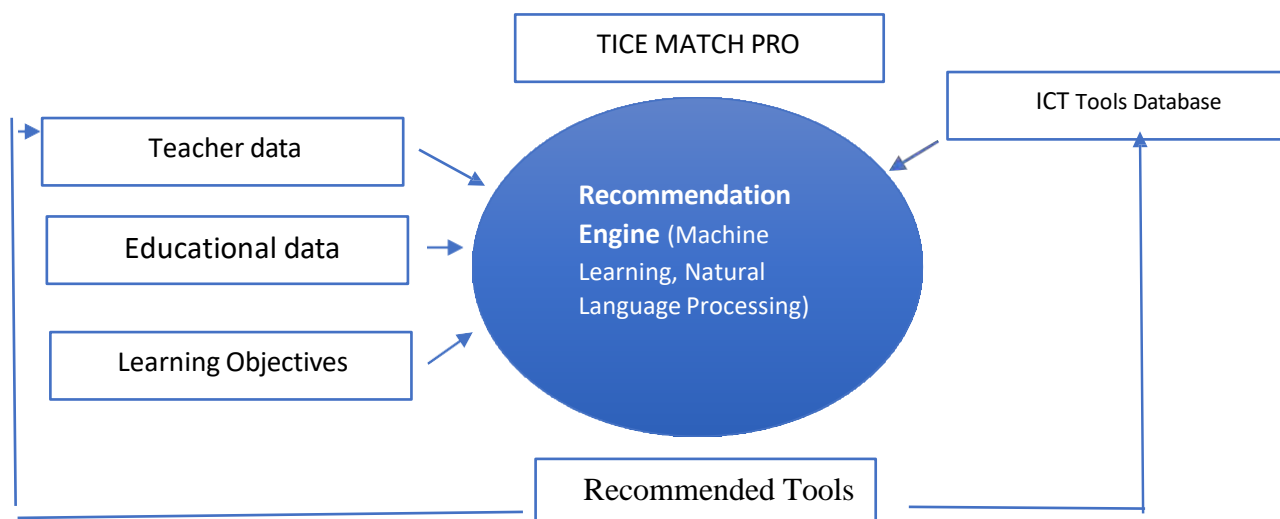 TICE MATCH PRO
ICT Tools Database
Teacher data
Educational data
Learning Objectives
Recommendation
Engine (Machine
Learning, Natural
Language Processing)
Recommended Tools